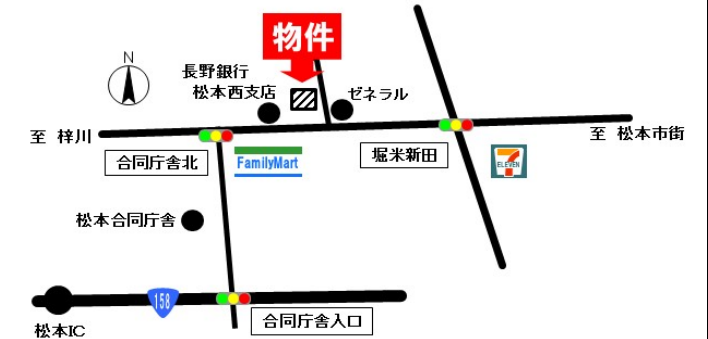 物件
N
長野銀行
松本西支店
ゼネラル
至 梓川
至 松本市街
合同庁舎北
FamilyMart
堀米新田
7
ELEVEN
松本合同庁舎
158
松本IC
合同庁舎入口